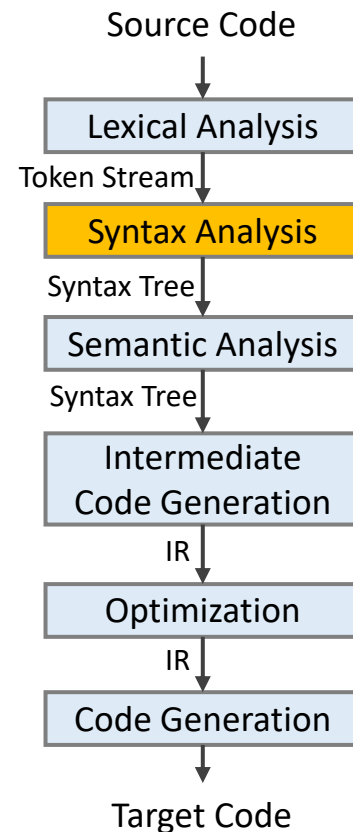 Source Code
Lexical Analysis
Token Stream
Syntax Analysis
Syntax Tree
Semantic Analysis
Syntax Tree
Intermediate
Code Generation
IR
Optimization
IR
Code Generation
Target Code